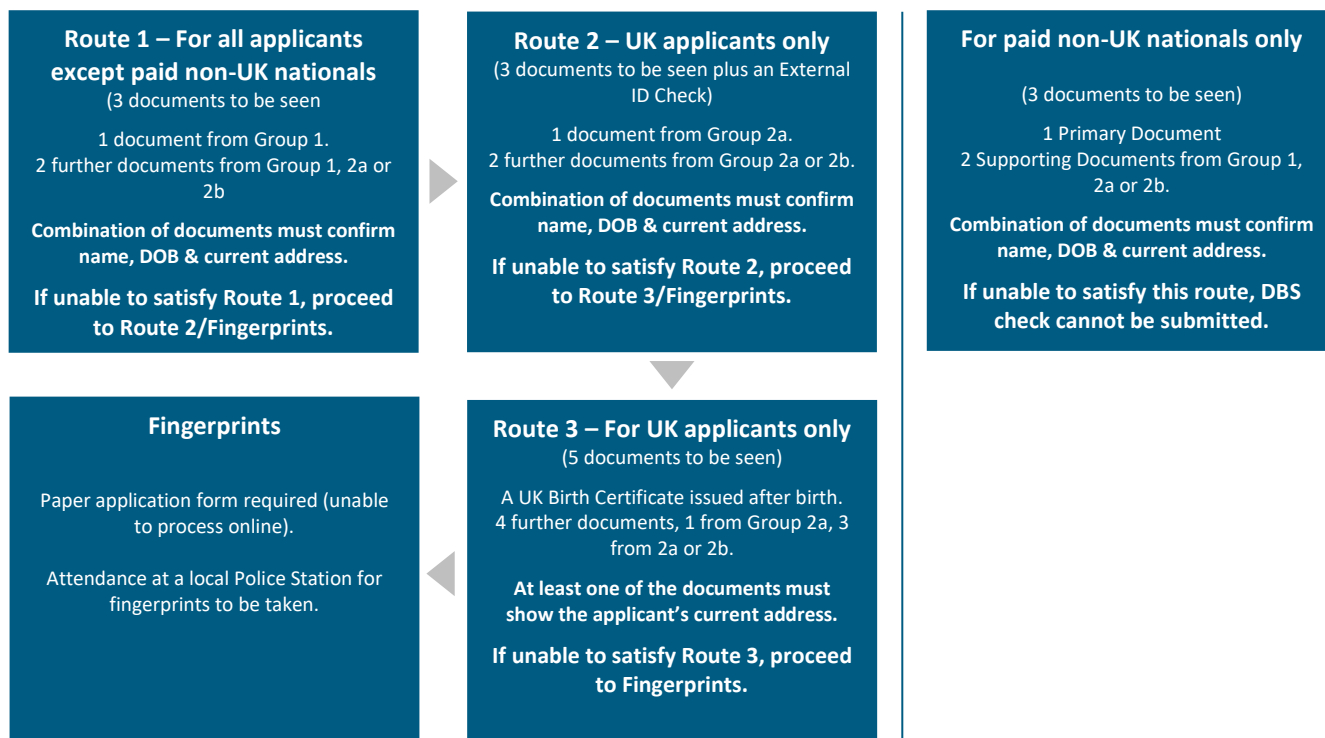 Route 1 – For all applicants
except paid non-UK nationals
(3 documents to be seen
1 document from Group 1.
2 further documents from Group 1, 2a or
2b
Combination of documents must confirm
name, DOB & current address.
If unable to satisfy Route 1, proceed
to Route 2/Fingerprints.
Route 2 – UK applicants only
(3 documents to be seen plus an External
ID Check)
1 document from Group 2a.
2 further documents from Group 2a or 2b.
Combination of documents must confirm
name, DOB & current address.
If unable to satisfy Route 2, proceed
to Route 3/Fingerprints.
For paid non-UK nationals only
(3 documents to be seen)
1 Primary Document
2 Supporting Documents from Group 1,
2a or 2b.
Combination of documents must confirm
name, DOB & current address.
If unable to satisfy this route, DBS
check cannot be submitted.
Route 3 – For UK applicants only
(5 documents to be seen)
A UK Birth Certificate issued after birth.
4 further documents, 1 from Group 2a, 3
from 2a or 2b.
At least one of the documents must
show the applicant’s current address.
If unable to satisfy Route 3, proceed
to Fingerprints.
Fingerprints
Paper application form required (unable
to process online).
Attendance at a local Police Station for
fingerprints to be taken.